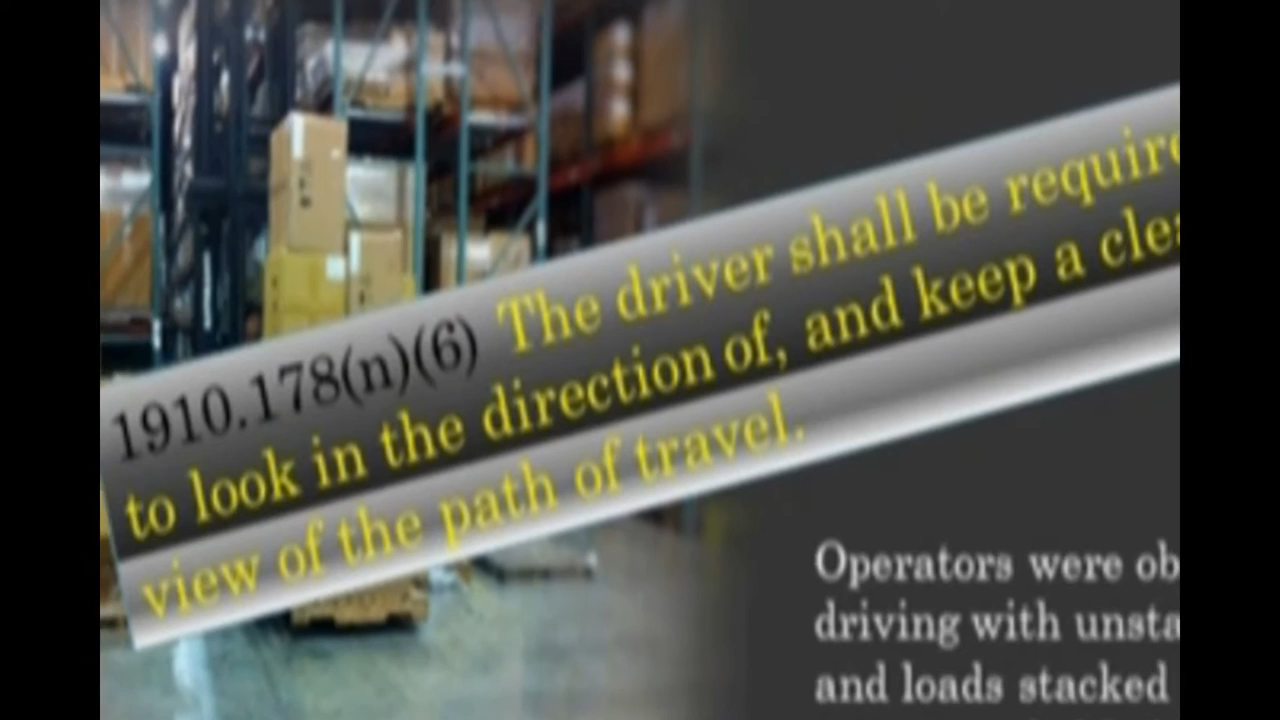 1910.178(n)(6) The driver shall be require
to look in the direction of, and keep a clea
view of the path of travel.
Operators were ob
driving with unsta
and loads stacked